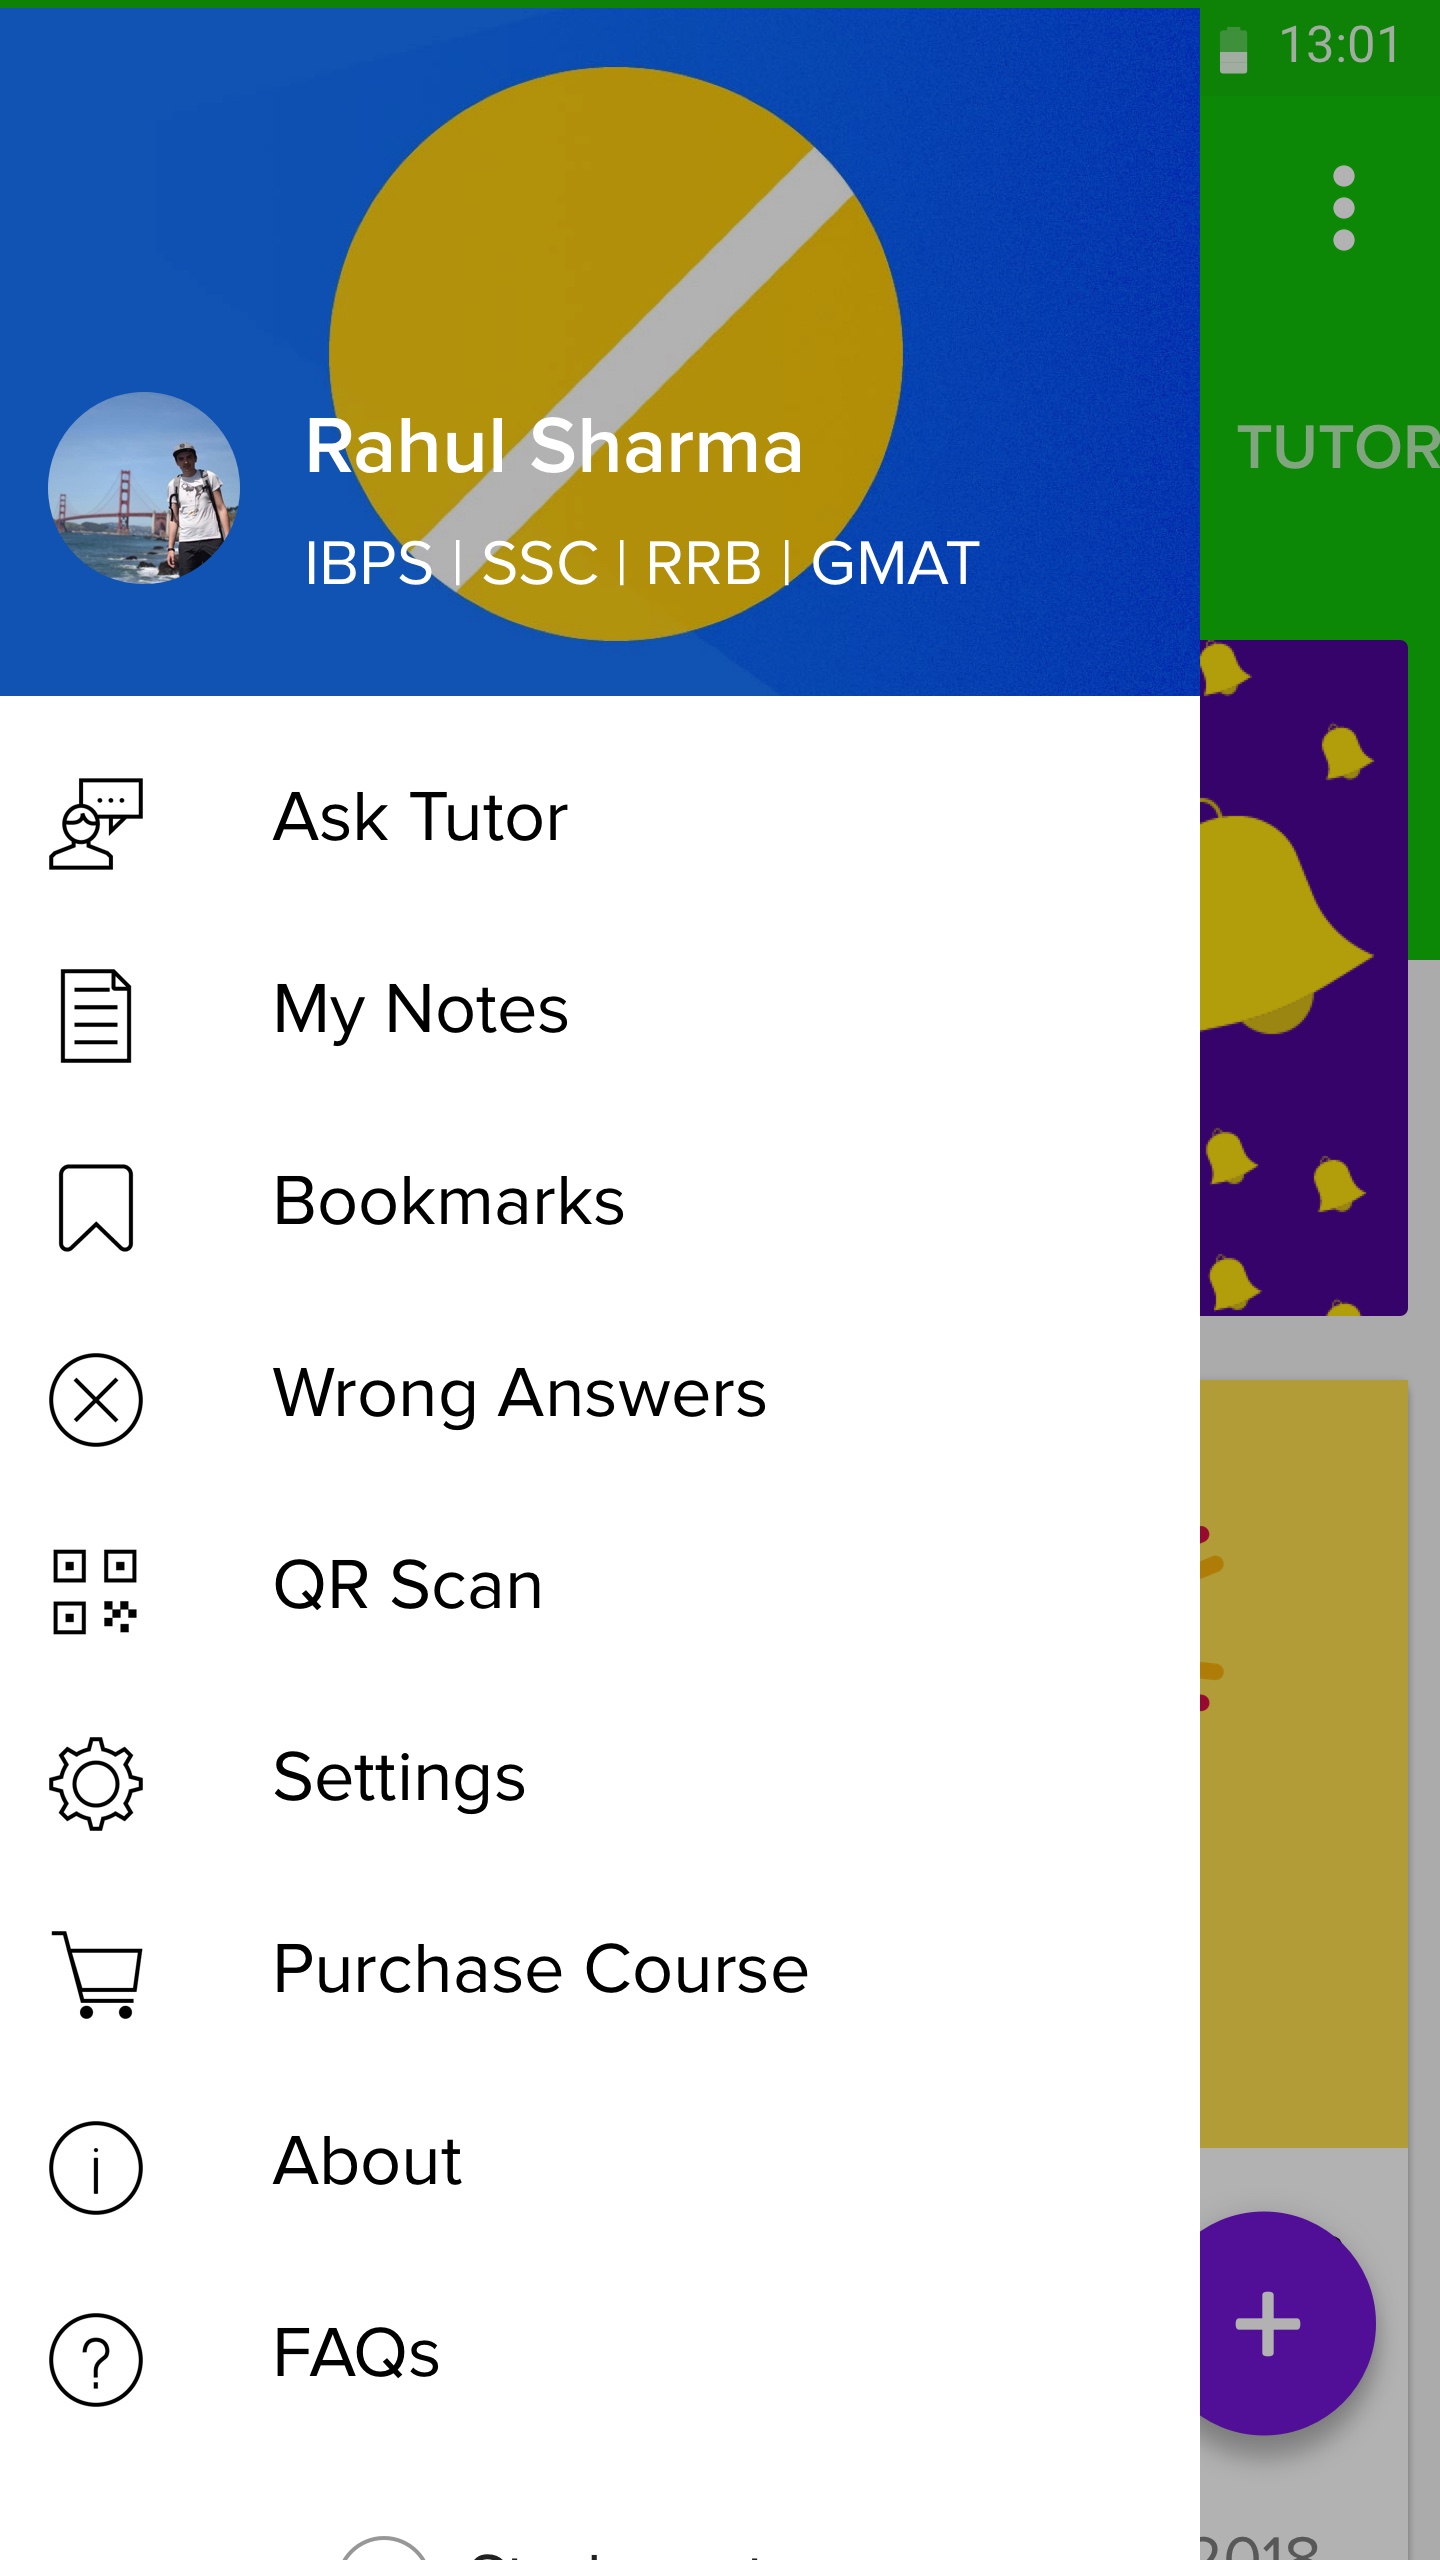 13:01
TUTOR
Rahul Sharma
IBPS | SSC | RRB | GMAT
Ask Tutor
My Notes
Bookmarks
Wrong Answers
QR Scan
Settings
Purchase Course
About
FAQs
2018